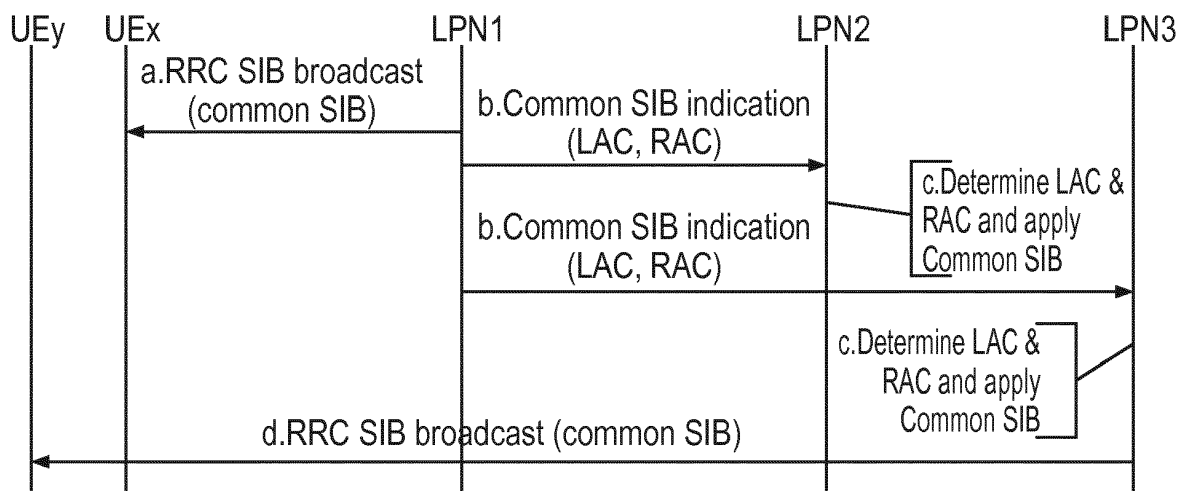 UEy UEx LPN1 LPN2 LPN3
a.RRC SIB broadcast
(common SIB)
b.Common SIB indication
(LAC, RAC)
c.Determine LAC &
RAC and apply
Common SIB
b.Common SIB indication
(LAC, RAC)
c.Determine LAC &
RAC and apply
Common SIB
d.RRC SIB broadcast (common SIB)